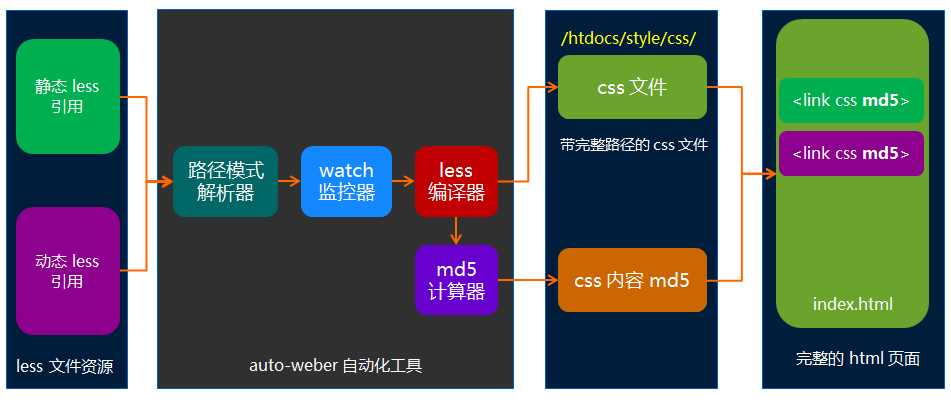 静态 less
引用
动态 less
引用
less 文件资源
路径模式
解析器
watch
监控器
less
编译器
md5
计算器
auto-weber 自动化工具
/htdocs/style/css/
css 文件
带完整路径的 css 文件
css 内容 md5
<link css md5>
<link css md5>
index.html
完整的 html 页面